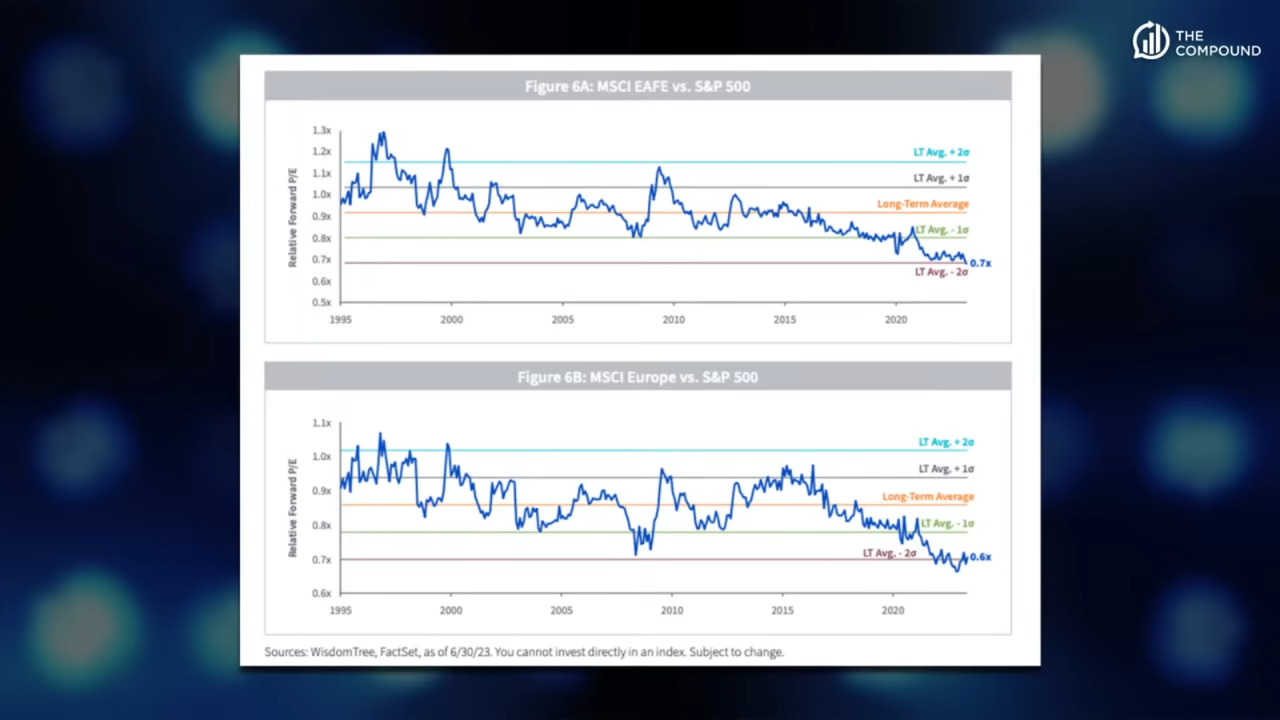 THE
COMPOUND
Figure 6A: MSCI EAFE vs. S&P 500
Relative Forward P/E
1.3x
1.2x
1.1x
1.0x
0.9x
0.8x
0.7x
0.6x
0.5x
LT Avg. + 2σ
LT Avg. + 1σ
Long-Term Average
LT Avg. - 1σ
0.7x
LT Avg. - 2σ
1995 2000 2005 2010 2015 2020
Figure 6B: MSCI Europe vs. S&P 500
Relative Forward P/E
1.1x
1.0x
0.9x
0.8x
0.7x
0.6x
LT Avg. + 2σ
LT Avg. + 1σ
Long-Term Average
LT Avg. - 1σ
LT Avg. - 2σ
0.6x
1995 2000 2005 2010 2015 2020
Sources: WisdomTree, FactSet, as of 6/30/23. You cannot invest directly in an index. Subject to change.